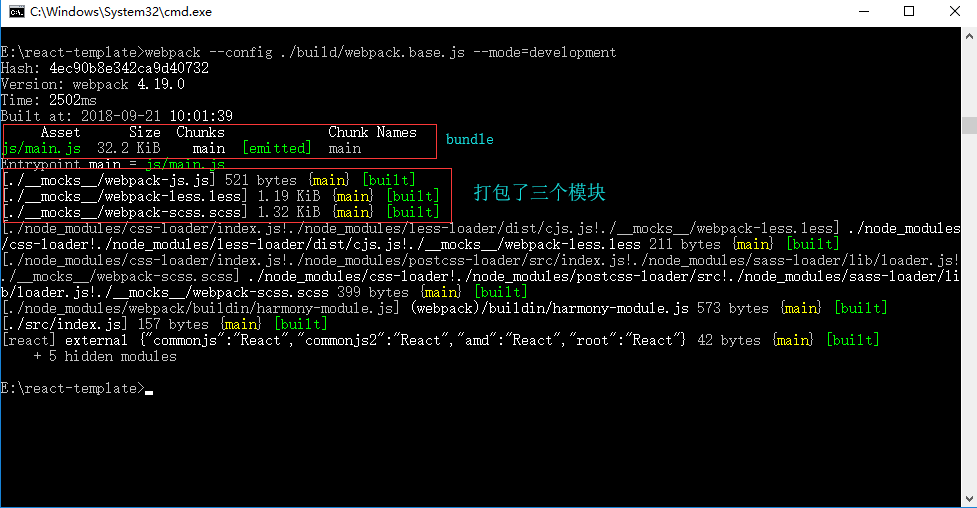 C:\Windows\System32\cmd.exe
E:\react-template>webpack --config ./build/webpack.base.js --mode=development
Hash: 4ec90b8e342ca9d40732
Version: webpack 4.19.0
Time: 2502ms
Built at: 2018-09-21 10:01:39
Asset Size Chunks Chunk Names
js/main.js 32.2 KiB main [emitted] main
bundle
Entrypoint main = js/main.js
[./__mocks__/webpack-js.js] 521 bytes {main} [built]
[./__mocks__/webpack-less.less] 1.19 KiB {main} [built]
[./__mocks__/webpack-scss.scss] 1.32 KiB {main} [built]
打包了三个模块
[./node_modules/css-loader/index.js!./node_modules/less-loader/dist/cjs.js!./__mocks__/webpack-less.less] ./node_modules
/css-loader!./node_modules/less-loader/dist/cjs.js!./__mocks__/webpack-less.less 211 bytes {main} [built]
[./node_modules/css-loader/index.js!./node_modules/postcss-loader/src/index.js!./node_modules/sass-loader/lib/loader.js!
./__mocks__/webpack-scss.scss] ./node_modules/css-loader!./node_modules/postcss-loader/src!./node_modules/sass-loader/li
b/loader.js!./__mocks__/webpack-scss.scss 399 bytes {main} [built]
[./node_modules/webpack/buildin/harmony-module.js] (webpack)/buildin/harmony-module.js 573 bytes {main} [built]
[./src/index.js] 157 bytes {main} [built]
[react] external {"commonjs":"React","commonjs2":"React","amd":"React","root":"React"} 42 bytes {main} [built]
+ 5 hidden modules
E:\react-template>